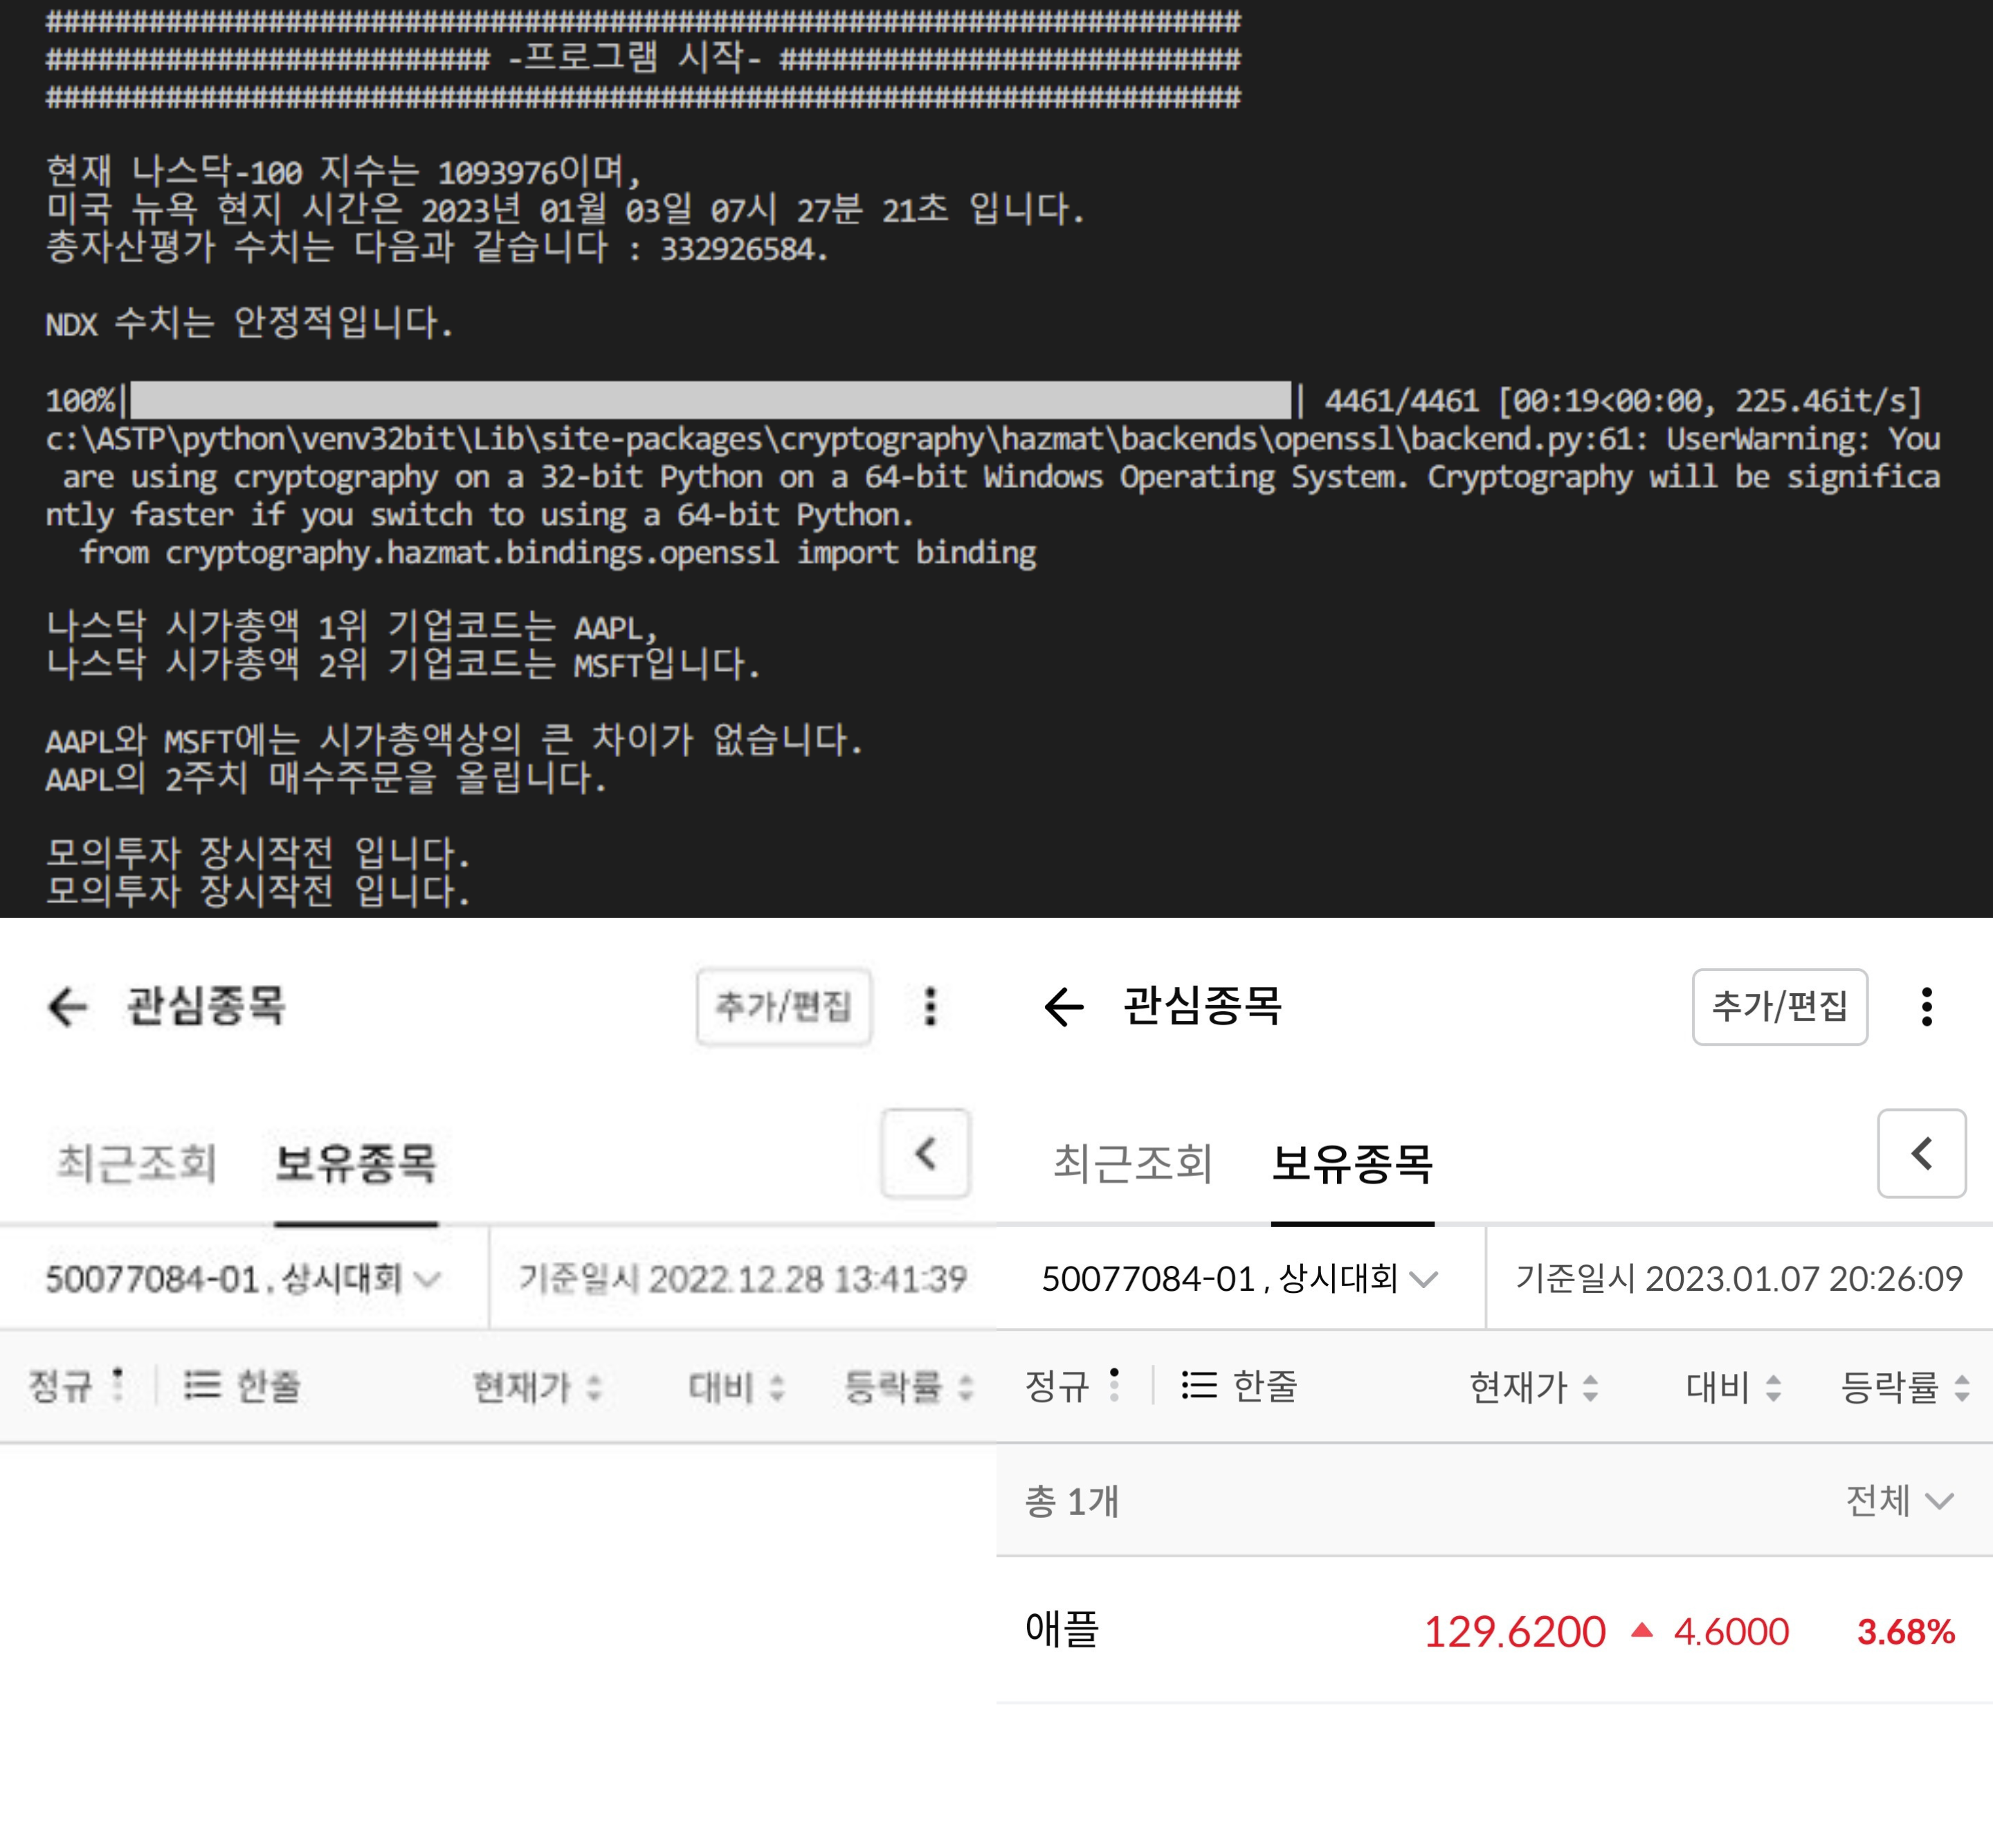 ######################################################################
########################## -프로그램 시작- ###########################
######################################################################
현재 나스닥-100 지수는 1093976이며,
미국 뉴욕 현지 시간은 2023년 01월 03일 07시 27분 21초 입니다.
총자산평가 수치는 다음과 같습니다 : 332926584.
NDX 수치는 안정적입니다.
100%| | 4461/4461 [00:19<00:00, 225.46it/s]
c:\ASTP\python\venv32bit\Lib\site-packages\cryptography\hazmat\backends\openssl\backend.py:61: UserWarning: You
are using cryptography on a 32-bit Python on a 64-bit Windows Operating System. Cryptography will be significa
ntly faster if you switch to using a 64-bit Python.
from cryptography.hazmat.bindings.openssl import binding
나스닥 시가총액 1위 기업코드는 AAPL,
나스닥 시가총액 2위 기업코드는 MSFT입니다.
AAPL와 MSFT에는 시가총액상의 큰 차이가 없습니다.
AAPL의 2주치 매수주문을 올립니다.
모의투자 장시작전 입니다.
모의투자 장시작전 입니다.
관심종목 추가/편집
최근조회 보유종목
50077084-01, 상시대회 기준일시 2022.12.28 13:41:39
정규 한줄 현재가 대비 등락률
관심종목 추가/편집
최근조회 보유종목
50077084-01, 상시대회 기준일시 2023.01.07 20:26:09
정규 한줄 현재가 대비 등락률
총 1개 전체
애플 129.6200 ▲ 4.6000 3.68%